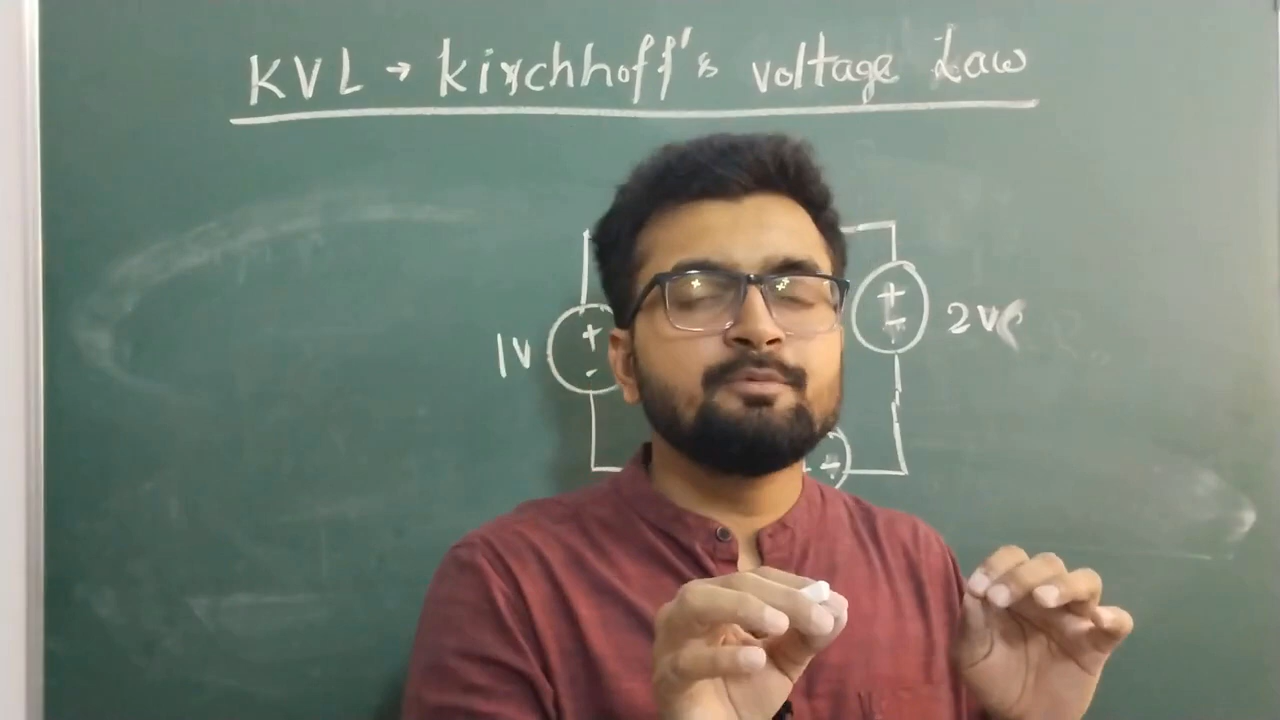 KVL → Kirchhoff's voltage Law
+ + 
1V - - 2V